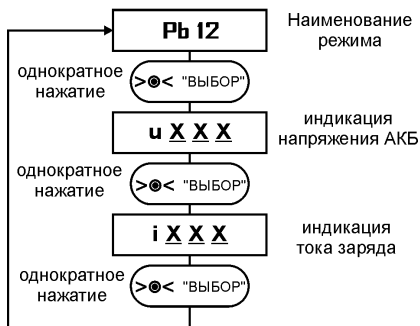 Pb 12
Наименование
режима
однократное
нажатие
>◉< "ВЫБОР"
u X X X
индикация
напряжения АКБ
однократное
нажатие
>◉< "ВЫБОР"
i X X X
индикация
тока заряда
однократное
нажатие
>◉< "ВЫБОР"